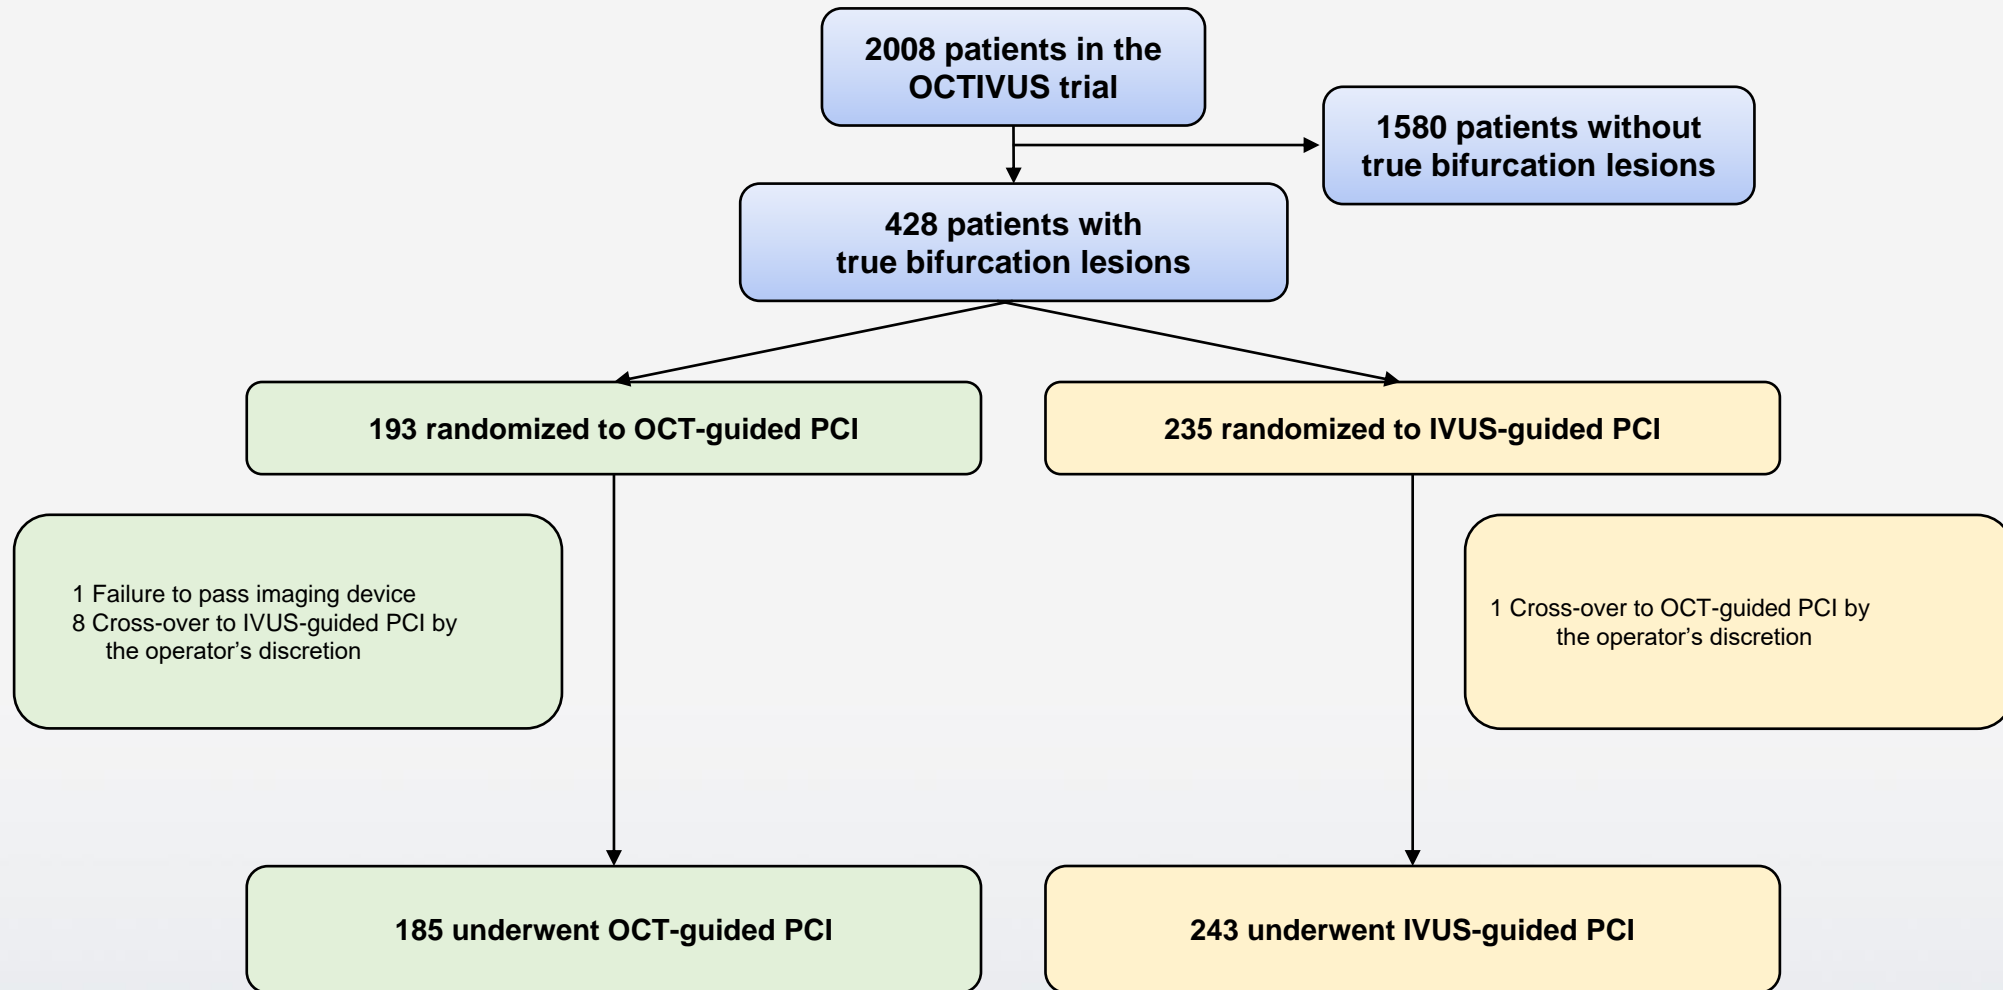 2008 patients in the
OCTIVUS trial
1580 patients without
true bifurcation lesions
428 patients with
true bifurcation lesions
193 randomized to OCT-guided PCI
235 randomized to IVUS-guided PCI
1 Failure to pass imaging device
8 Cross-over to IVUS-guided PCI by
the operator’s discretion
1 Cross-over to OCT-guided PCI by
the operator’s discretion
185 underwent OCT-guided PCI
243 underwent IVUS-guided PCI